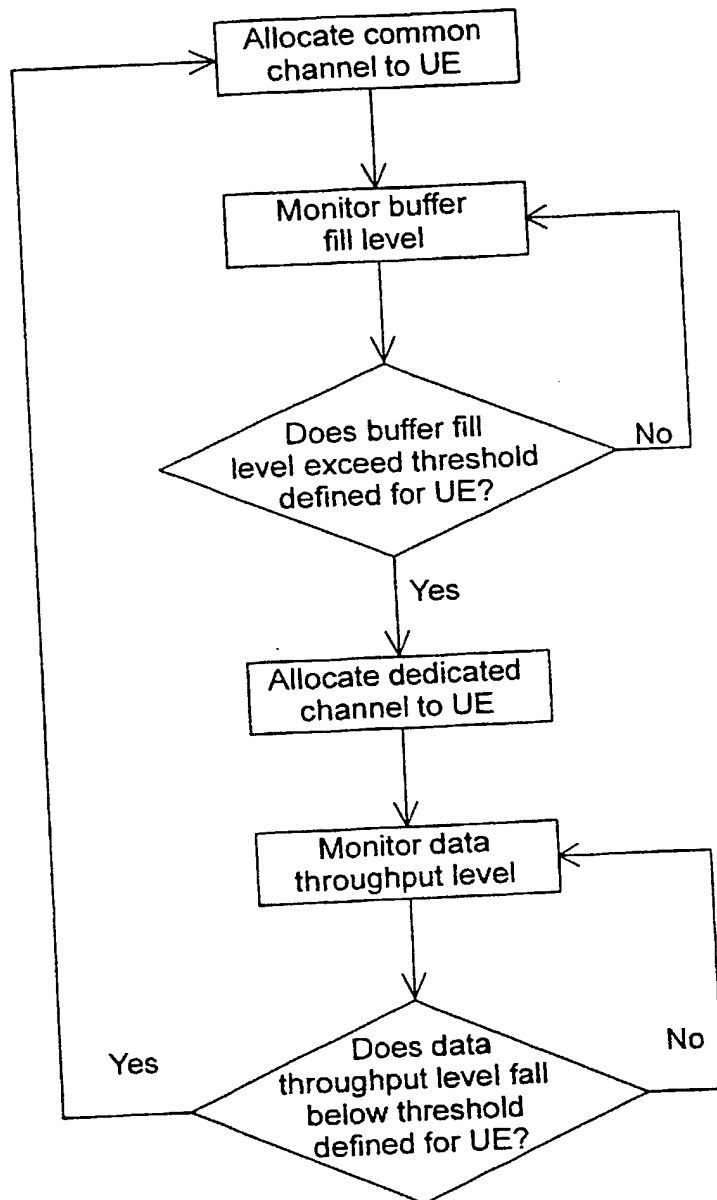 Allocate common
channel to UE
Monitor buffer
fill level
Does buffer fill
level exceed threshold
defined for UE?
No
Yes
Allocate dedicated
channel to UE
Monitor data
throughput level
Does data
throughput level fall
below threshold
defined for UE?
Yes
No